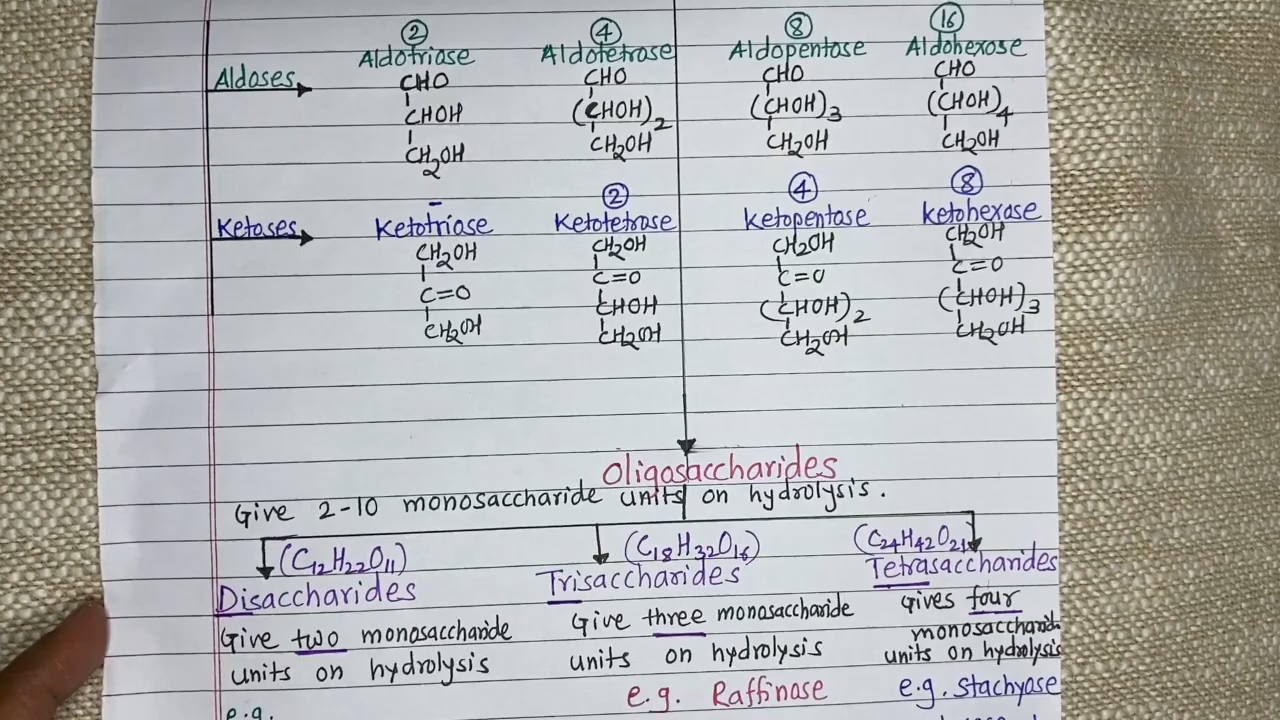 ② ④ ⑧ ⑯
Aldotriose Aldotetrose Aldopentose Aldohexose
Aldoses CHO CHO CHO CHO
CHOH (CHOH)2 (CHOH)3 (CHOH)4
CH2OH CH2OH CH2OH CH2OH
- ② ④ ⑧
Ketoses Ketotriose Ketotetrose Ketopentose Ketohexose
CH2OH CH2OH CH2OH CH2OH
C=O C=O C=O C=O
CH2OH CHOH (CHOH)2 (CHOH)3
CH2OH CH2OH CH2OH
Oligosaccharides
Give 2-10 monosaccharide units on hydrolysis.
(C12H22O11) (C18H32O16) (C24H42O21)
Disaccharides Trisaccharides Tetrasaccharides
Give two monosaccharide Give three monosaccharide Gives four
units on hydrolysis units on hydrolysis monosaccharide
units on hydrolysis
e.g. e.g. Raffinose e.g. Stachyose